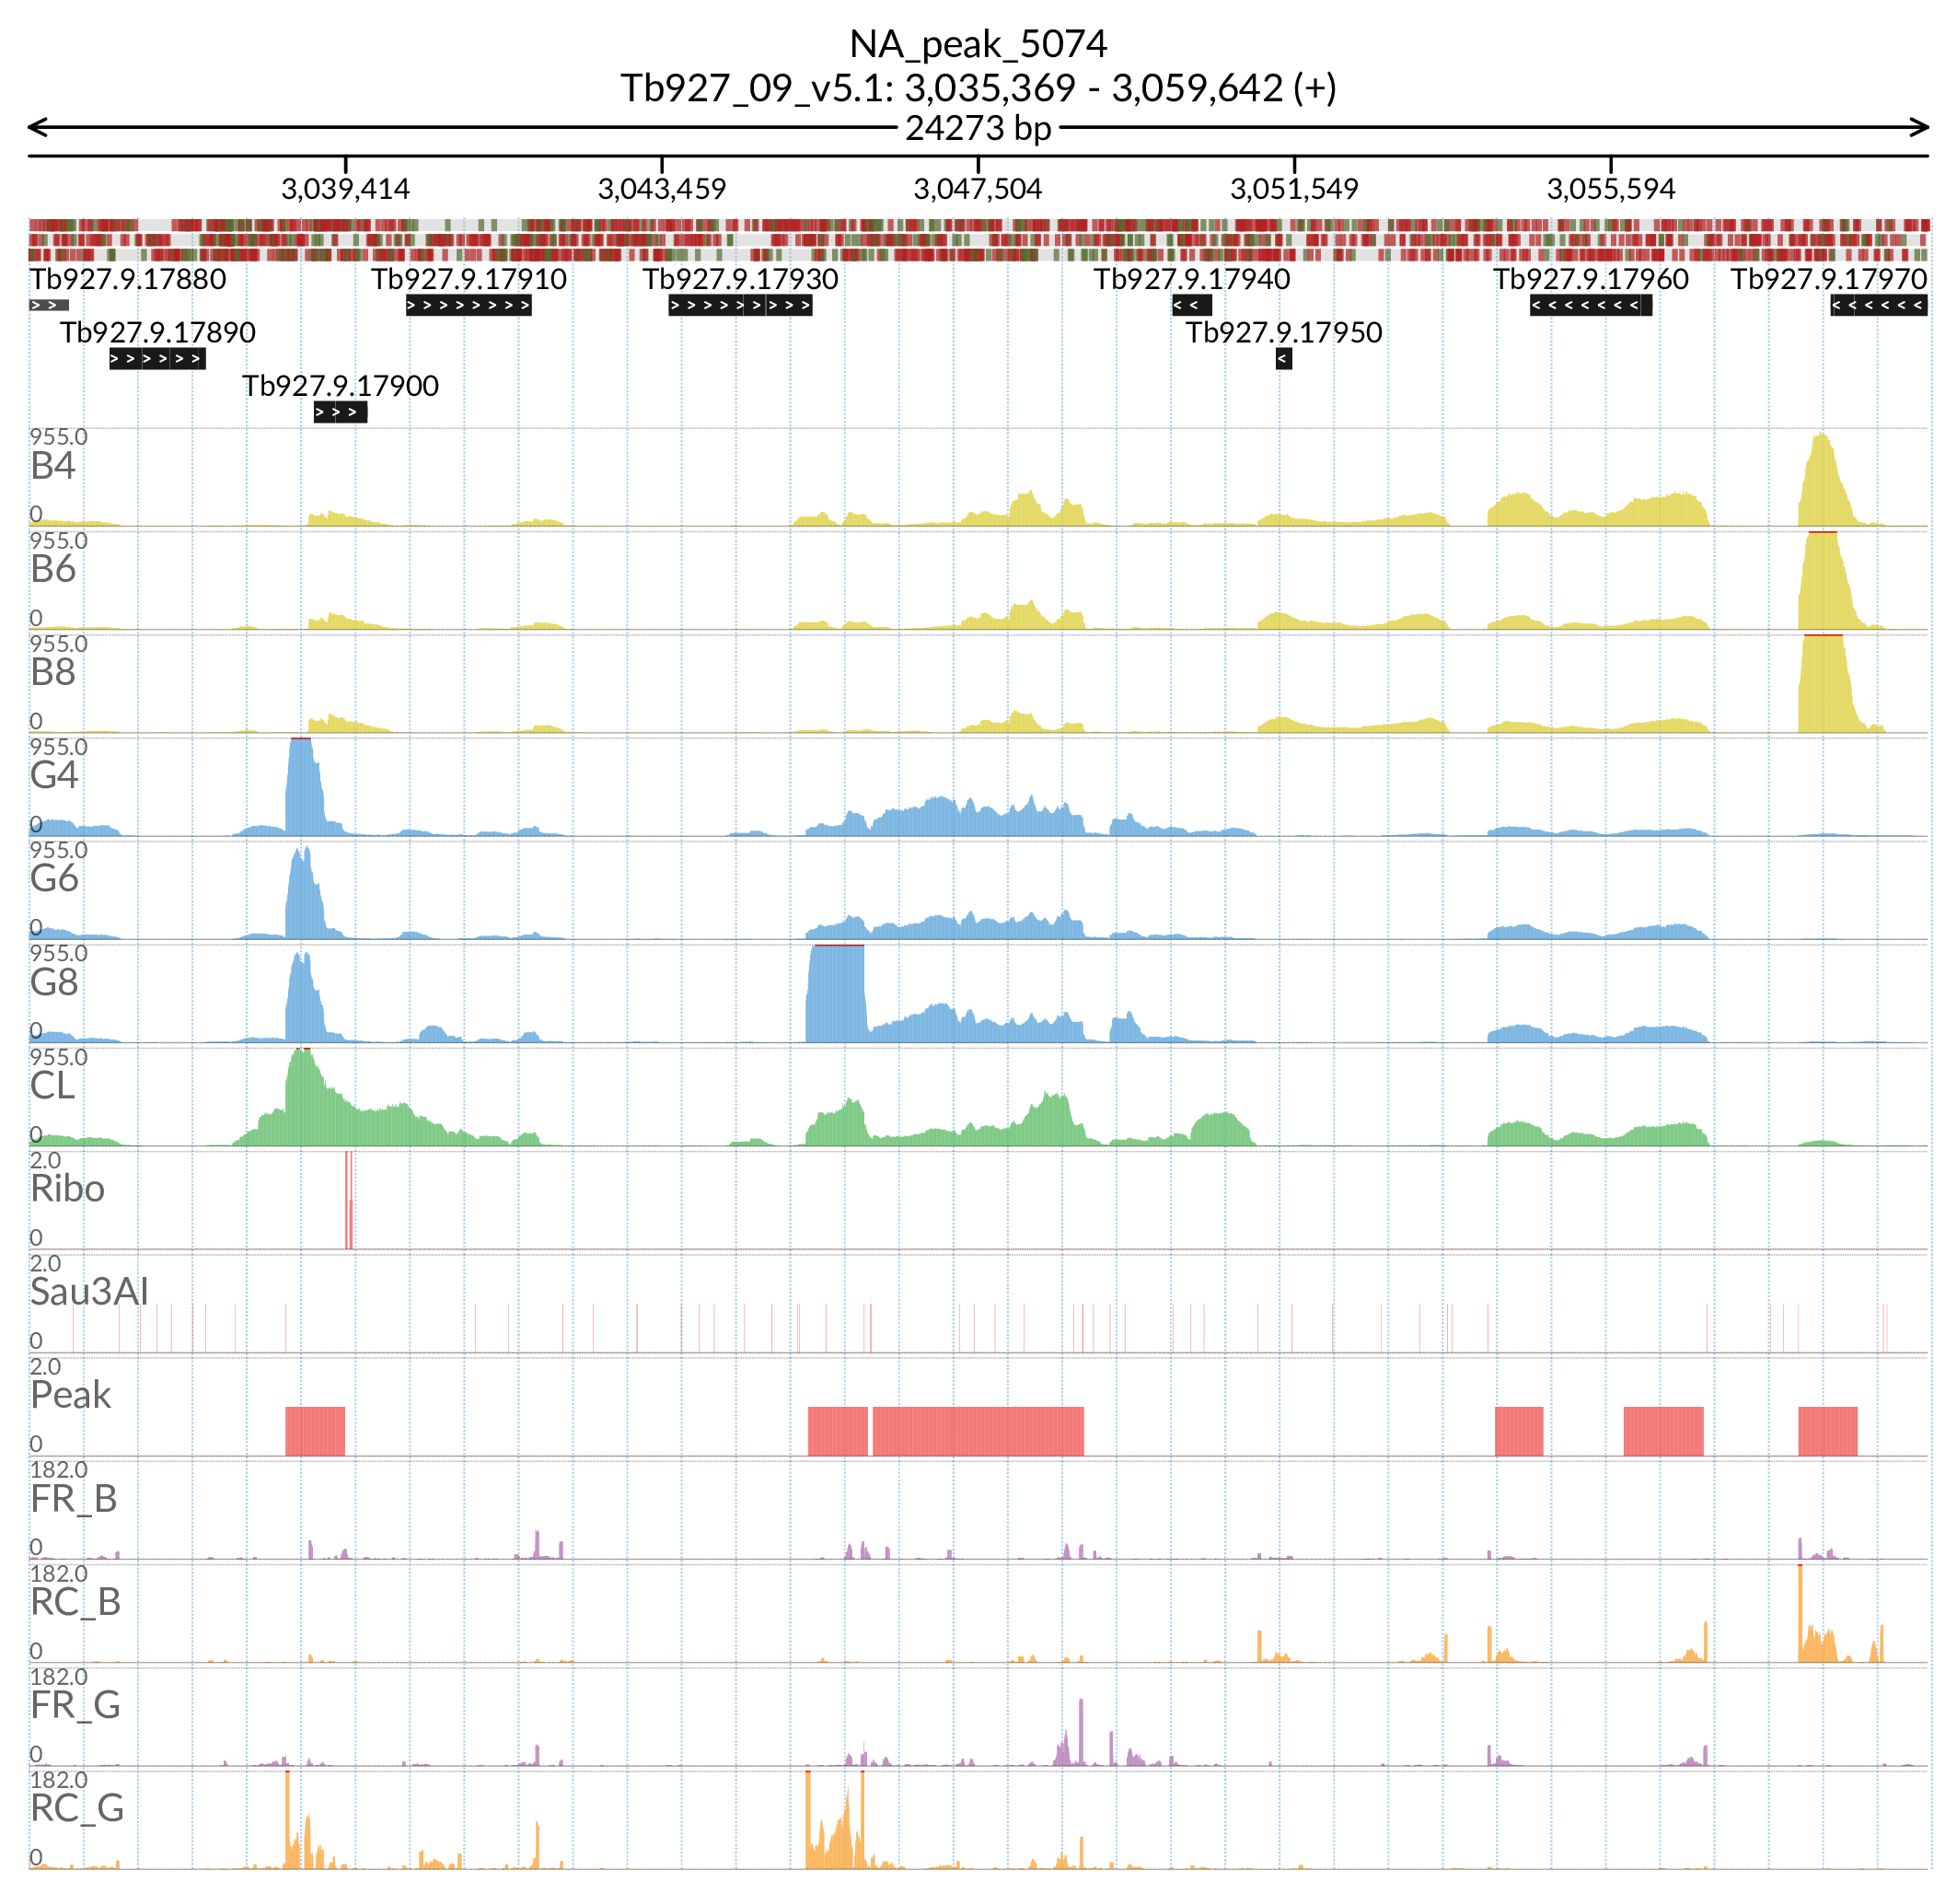 NA_peak_5074
Tb927_09_v5.1: 3,035,369 - 3,059,642 (+)
24273 bp
3,039,414 3,043,459 3,047,504 3,051,549 3,055,594
Tb927.9.17880 Tb927.9.17910 Tb927.9.17930 Tb927.9.17940 Tb927.9.17960 Tb927.9.17970
Tb927.9.17890 Tb927.9.17950
Tb927.9.17900
955.0
B4
0
955.0
B6
0
955.0
B8
0
955.0
G4
0
955.0
G6
0
955.0
G8
0
955.0
CL
0
2.0
Ribo
0
2.0
Sau3AI
0
2.0
Peak
0
182.0
FR_B
0
182.0
RC_B
0
182.0
FR_G
0
182.0
RC_G
0